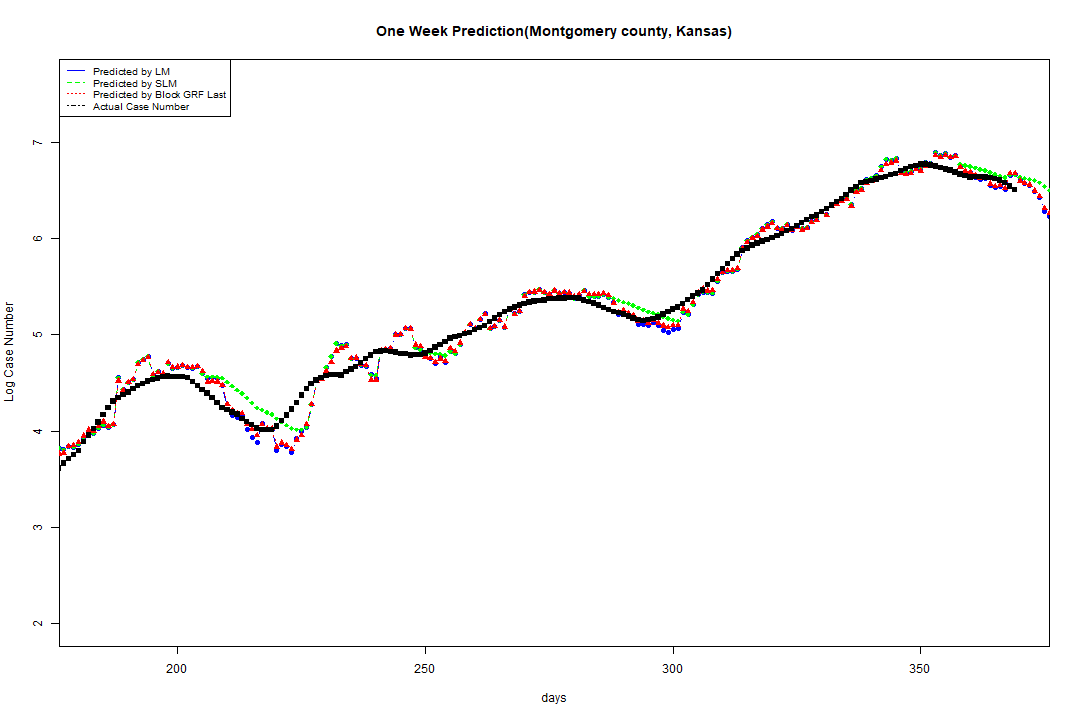 One Week Prediction(Montgomery county, Kansas)
Predicted by LM
Predicted by SLM
Predicted by Block GRF Last
Actual Case Number
7
6
5
4
3
2
Log Case Number
200
250
300
350
days